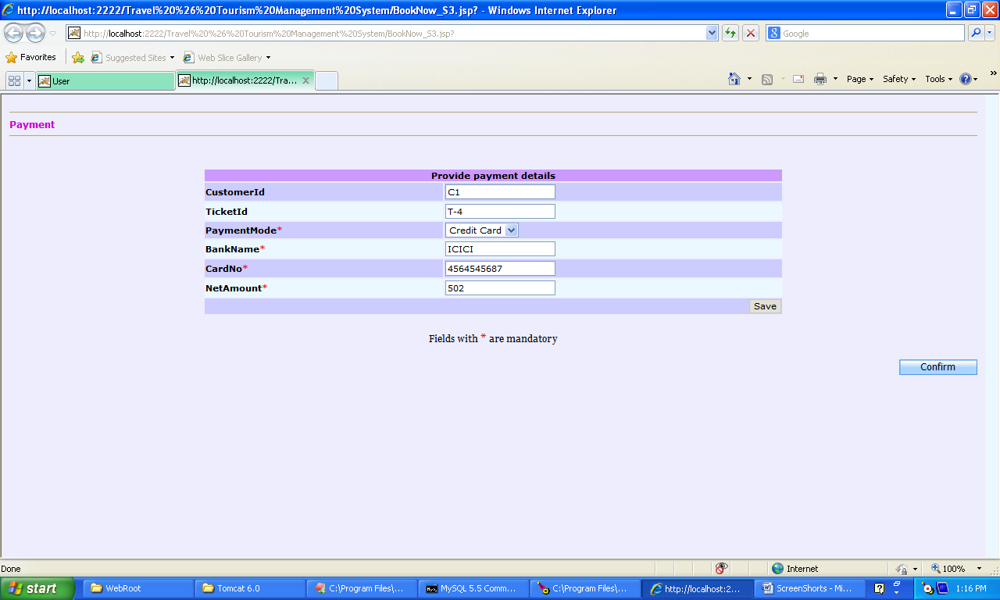 http://localhost:2222/Travel%20%26%20Tourism%20Management%20System/BookNow_S3.jsp? - Windows Internet Explorer
http://localhost:2222/Travel%20%26%20Tourism%20Management%20System/BookNow_S3.jsp? Google
Favorites Suggested Sites Web Slice Gallery
User http://localhost:2222/Tra... Page Safety Tools
Payment
Provide payment details
CustomerId C1
TicketId T-4
PaymentMode* Credit Card
BankName* ICICI
CardNo* 4564545687
NetAmount* 502
Save
Fields with * are mandatory
Confirm
Done Internet 100%
start WebRoot Tomcat 6.0 C:\Program Files\... MySQL 5.5 Comm... C:\Program Files\... http://localhost:2... ScreenShorts - Mi... 1:16 PM